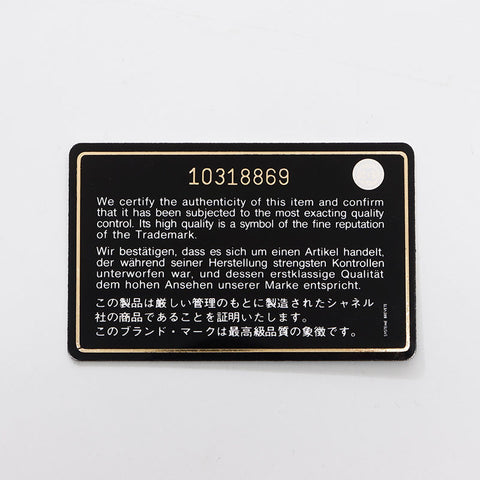 10318869
We certify the authenticity of this item and confirm
that it has been subjected to the most exacting quality
control. Its high quality is a symbol of the fine reputation
of the Trademark.
Wir bestätigen, dass es sich um einen Artikel handelt,
der während seiner Herstellung strengsten Kontrollen
unterworfen war, und dessen erstklassige Qualität
dem hohen Ansehen unserer Marke entspricht.
この製品は厳しい管理のもとに製造されたシャネル
社の商品であることを証明いたします。
このブランド・マークは最高級品質の象徴です。
SYSTEME BREVETE